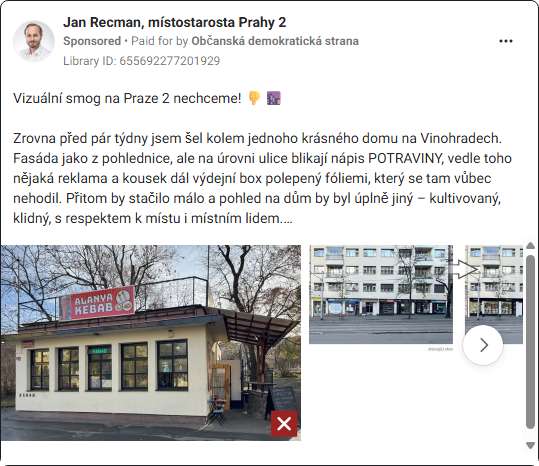 Jan Recman, místostarosta Prahy 2
Sponsored • Paid for by Občanská demokratická strana
Library ID: 655692277201929
Vizuální smog na Praze 2 nechceme! 👎 🌆
Zrovna před pár týdny jsem šel kolem jednoho krásného domu na Vinohradech.
Fasáda jako z pohlednice, ale na úrovni ulice blikají nápis POTRAVINY, vedle toho
nějaká reklama a kousek dál výdejní box polepený fóliemi, který se tam vůbec
nehodil. Přitom by stačilo málo a pohled na dům by byl úplně jiný – kultivovaný,
klidný, s respektem k místu i místním lidem....
ALANYA
KEBAB
KEBAB